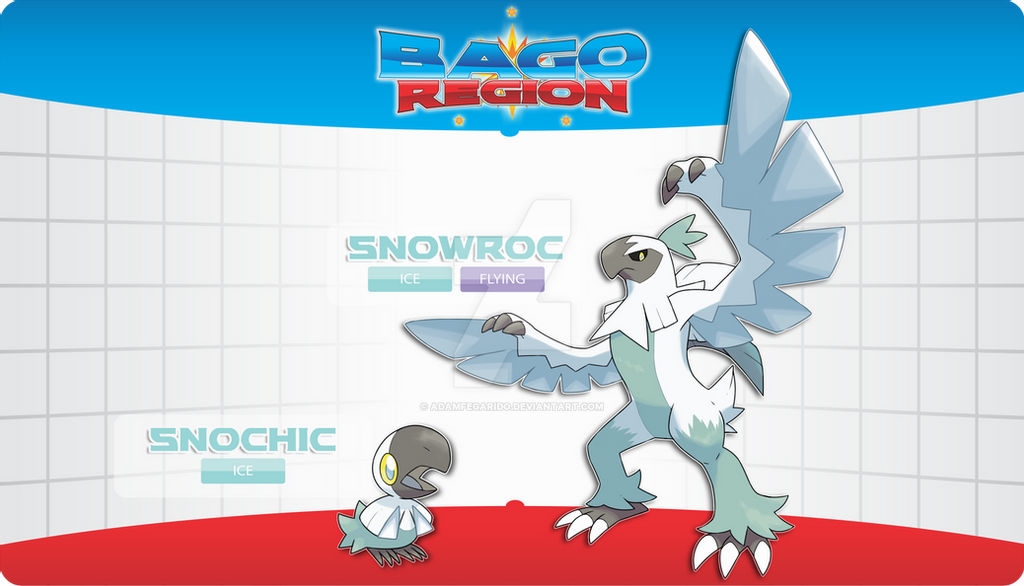 BAGO
REGION
SNOWROC
ICE FLYING
© ADAMFEGARIDO.DEVIANTART.COM
SNOCHIC
ICE